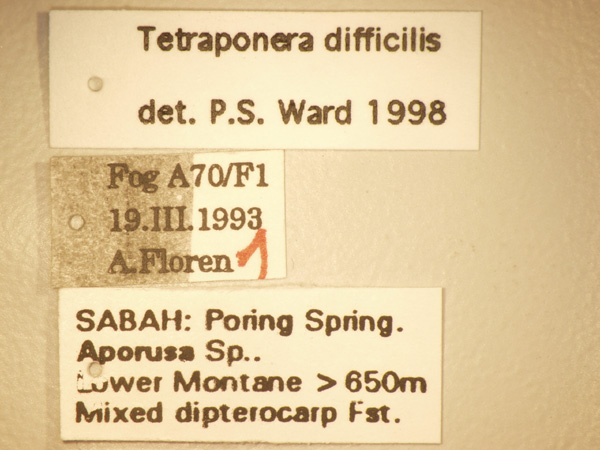 Tetraponera difficilis
det. P.S. Ward 1998
Fog A70/F1
19.III.1993
A.Floren 1
SABAH: Poring Spring.
Aporusa Sp..
Lower Montane > 650m
Mixed dipterocarp Fst.